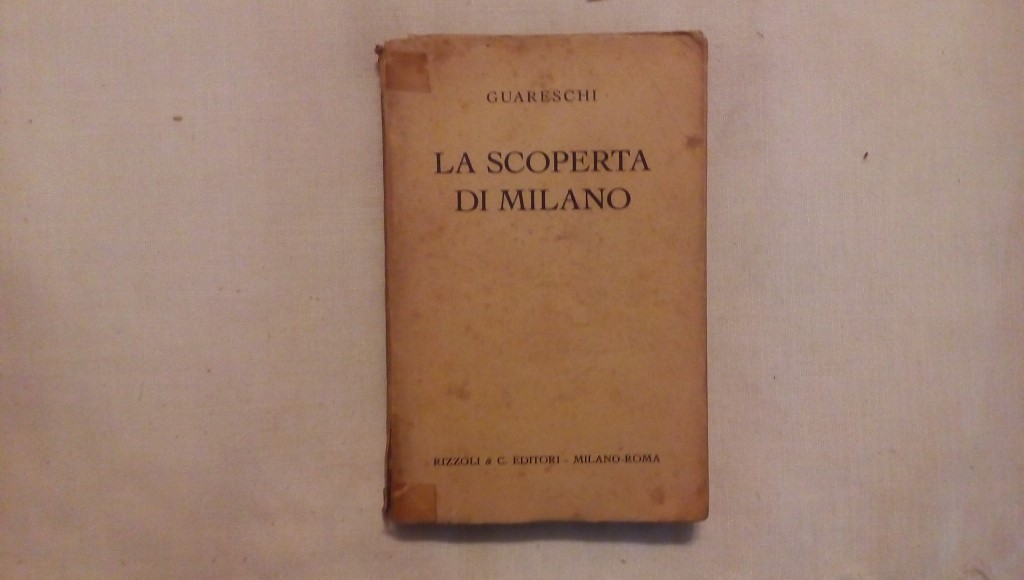 GUARESCHI
LA SCOPERTA
DI MILANO
RIZZOLI & C. EDITORI - MILANO-ROMA